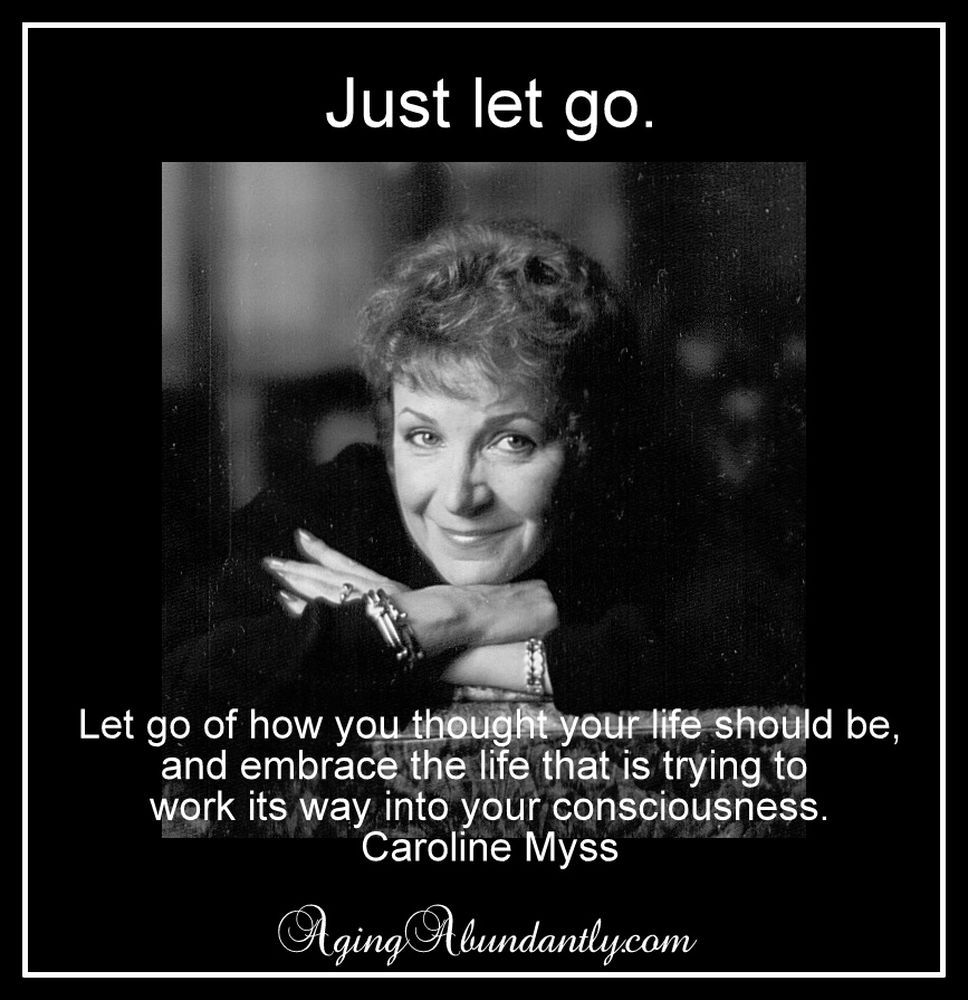 Just let go.
Let go of how you thought your life should be,
and embrace the life that is trying to
work its way into your consciousness.
Caroline Myss
AgingAbundantly.com